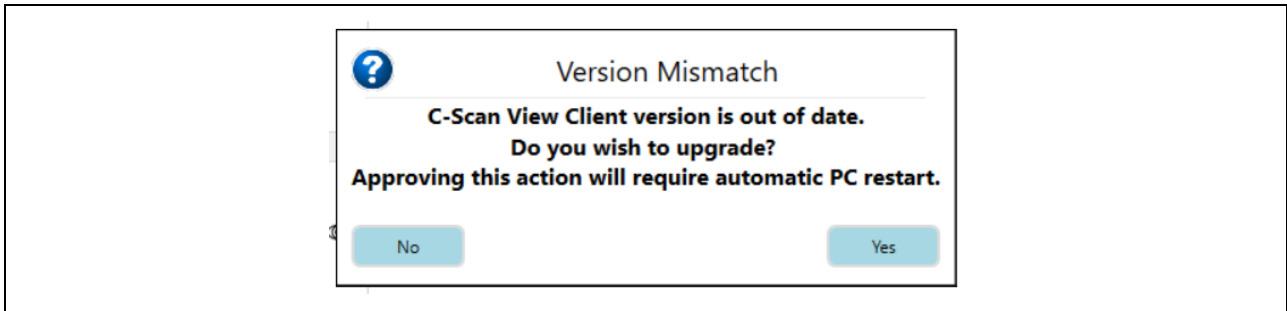 ?
Version Mismatch
C-Scan View Client version is out of date.
Do you wish to upgrade?
Approving this action will require automatic PC restart.
No
Yes